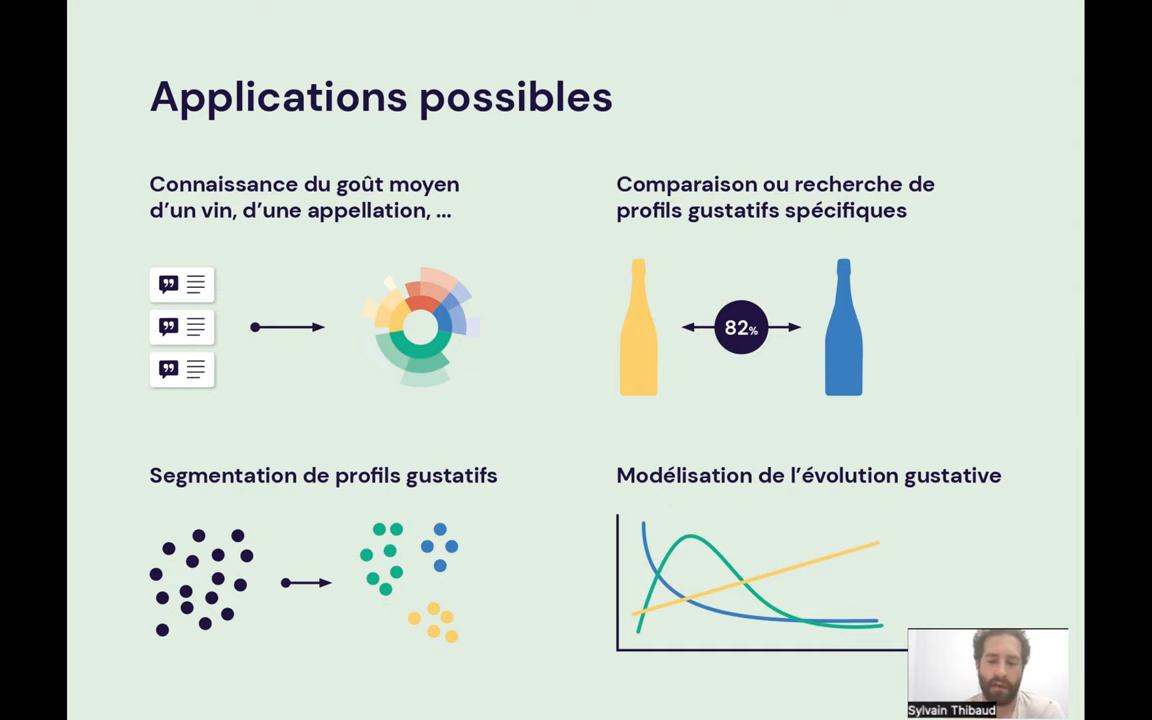 Applications possibles
Connaissance du goût moyen
d’un vin, d’une appellation, ...
Comparaison ou recherche de
profils gustatifs spécifiques
82%
Segmentation de profils gustatifs
Modélisation de l’évolution gustative
Sylvain Thibaud